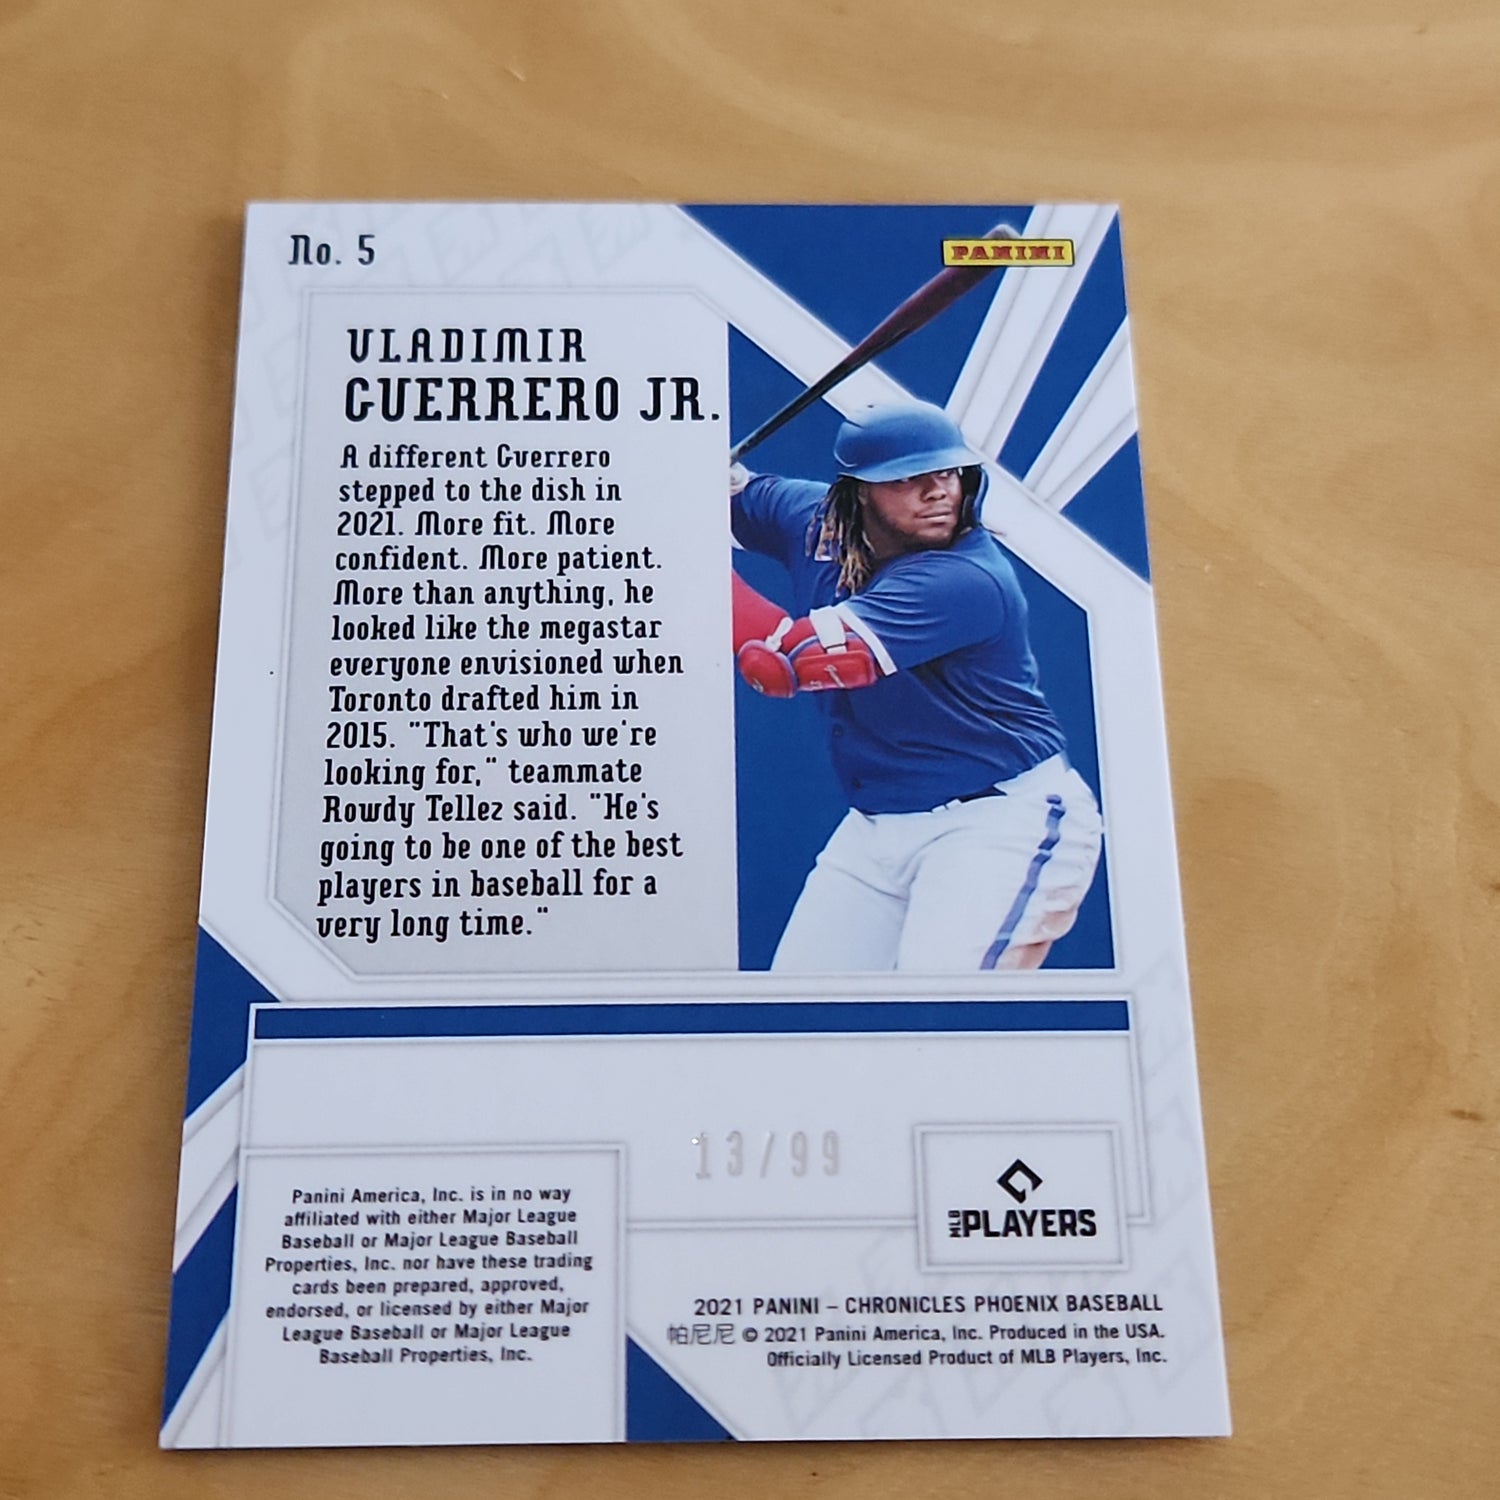 No. 5
PANINI
VLADIMIR
GUERRERO JR.
A different Guerrero
stepped to the dish in
2021. More fit. More
confident. More patient.
More than anything, he
looked like the megastar
everyone envisioned when
Toronto drafted him in
2015. "That's who we're
looking for," teammate
Rowdy Tellez said. "He's
going to be one of the best
players in baseball for a
very long time."
13/99
Panini America, Inc. is in no way
affiliated with either Major League
Baseball or Major League Baseball
Properties, Inc. nor have these trading
cards been prepared, approved,
endorsed, or licensed by either Major
League Baseball or Major League
Baseball Properties, Inc.
MLB PLAYERS
2021 PANINI – CHRONICLES PHOENIX BASEBALL
帕尼尼 © 2021 Panini America, Inc. Produced in the USA.
Officially Licensed Product of MLB Players, Inc.